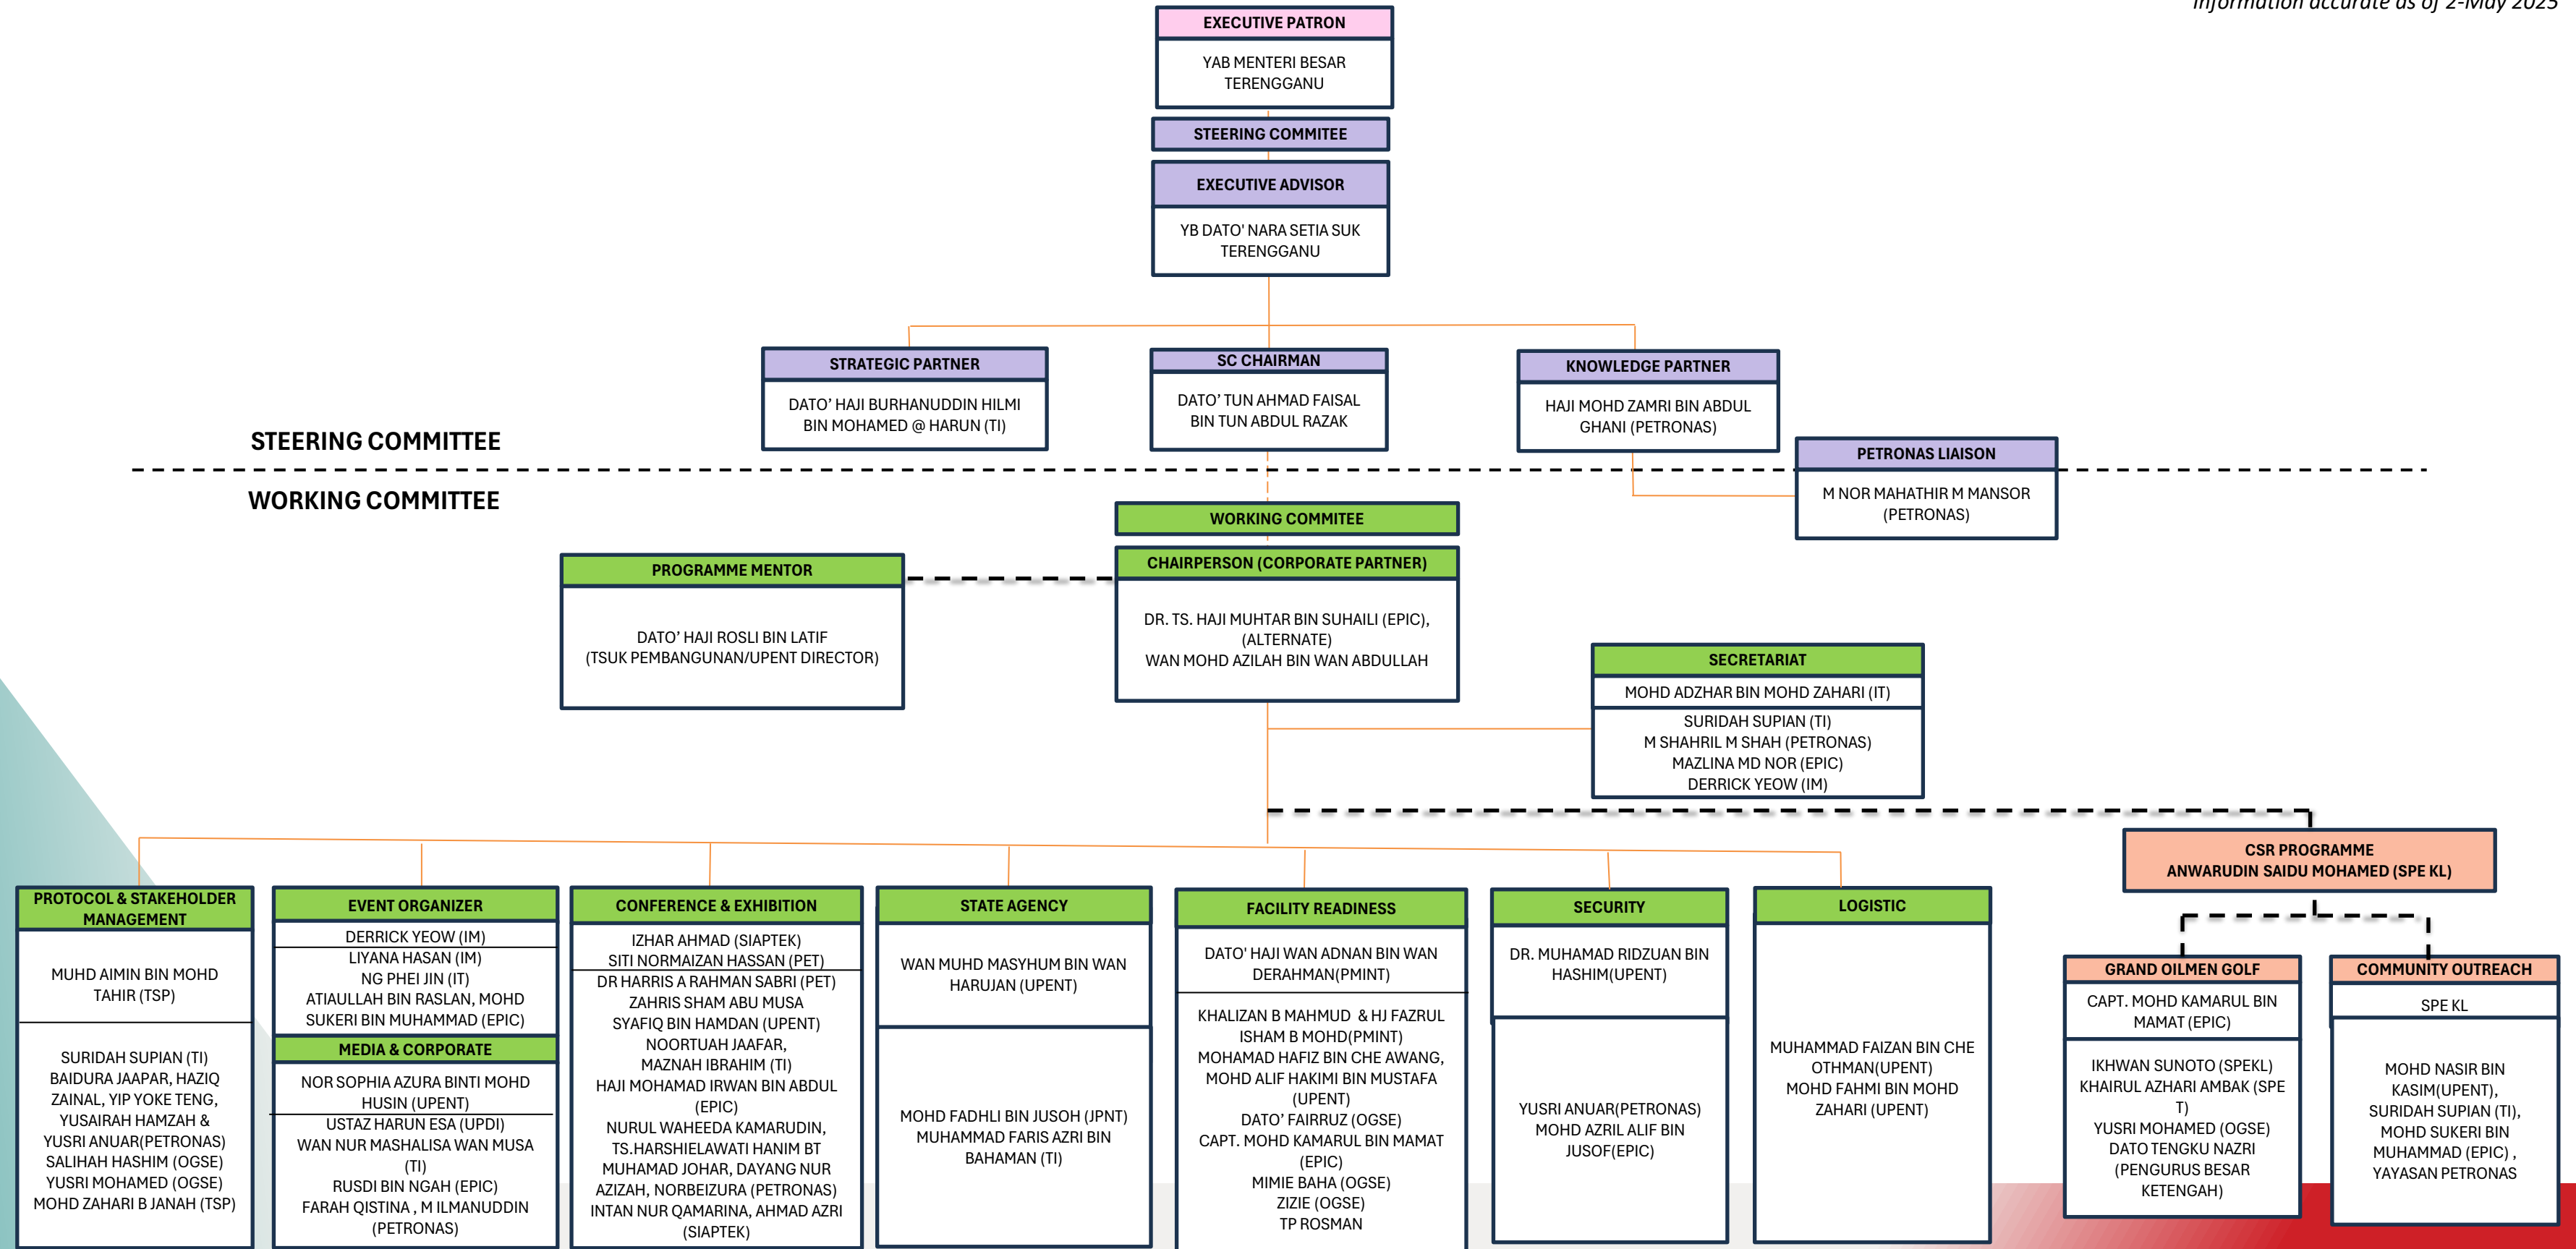 Information accurate as of 2-May 2025
EXECUTIVE PATRON
YAB MENTERI BESAR
TERENGGANU
STEERING COMMITEE
EXECUTIVE ADVISOR
YB DATO' NARA SETIA SUK
TERENGGANU
STRATEGIC PARTNER
DATO’ HAJI BURHANUDDIN HILMI
BIN MOHAMED @ HARUN (TI)
SC CHAIRMAN
DATO’ TUN AHMAD FAISAL
BIN TUN ABDUL RAZAK
KNOWLEDGE PARTNER
HAJI MOHD ZAMRI BIN ABDUL
GHANI (PETRONAS)
STEERING COMMITTEE
PETRONAS LIAISON
M NOR MAHATHIR M MANSOR
(PETRONAS)
WORKING COMMITTEE
WORKING COMMITEE
PROGRAMME MENTOR
DATO’ HAJI ROSLI BIN LATIF
(TSUK PEMBANGUNAN/UPENT DIRECTOR)
CHAIRPERSON (CORPORATE PARTNER)
DR. TS. HAJI MUHTAR BIN SUHAILI (EPIC),
(ALTERNATE)
WAN MOHD AZILAH BIN WAN ABDULLAH
SECRETARIAT
MOHD ADZHAR BIN MOHD ZAHARI (IT)
SURIDAH SUPIAN (TI)
M SHAHRIL M SHAH (PETRONAS)
MAZLINA MD NOR (EPIC)
DERRICK YEOW (IM)
CSR PROGRAMME
ANWARUDIN SAIDU MOHAMED (SPE KL)
PROTOCOL & STAKEHOLDER
MANAGEMENT
MUHD AIMIN BIN MOHD
TAHIR (TSP)
SURIDAH SUPIAN (TI)
BAIDURA JAAPAR, HAZIQ
ZAINAL, YIP YOKE TENG,
YUSAIRAH HAMZAH &
YUSRI ANUAR(PETRONAS)
SALIHAH HASHIM (OGSE)
YUSRI MOHAMED (OGSE)
MOHD ZAHARI B JANAH (TSP)
EVENT ORGANIZER
DERRICK YEOW (IM)
LIYANA HASAN (IM)
NG PHEI JIN (IT)
ATIAULLAH BIN RASLAN, MOHD
SUKERI BIN MUHAMMAD (EPIC)
MEDIA & CORPORATE
NOR SOPHIA AZURA BINTI MOHD
HUSIN (UPENT)
USTAZ HARUN ESA (UPDI)
WAN NUR MASHALISA WAN MUSA
(TI)
RUSDI BIN NGAH (EPIC)
FARAH QISTINA , M ILMANUDDIN
(PETRONAS)
CONFERENCE & EXHIBITION
IZHAR AHMAD (SIAPTEK)
SITI NORMAIZAN HASSAN (PET)
DR HARRIS A RAHMAN SABRI (PET)
ZAHRIS SHAM ABU MUSA
SYAFIQ BIN HAMDAN (UPENT)
NOORTUAH JAAFAR,
MAZNAH IBRAHIM (TI)
HAJI MOHAMAD IRWAN BIN ABDUL
(EPIC)
NURUL WAHEEDA KAMARUDIN,
TS.HARSHIELAWATI HANIM BT
MUHAMAD JOHAR, DAYANG NUR
AZIZAH, NORBEIZURA (PETRONAS)
INTAN NUR QAMARINA, AHMAD AZRI
(SIAPTEK)
STATE AGENCY
WAN MUHD MASYHUM BIN WAN
HARUJAN (UPENT)
MOHD FADHLI BIN JUSOH (JPNT)
MUHAMMAD FARIS AZRI BIN
BAHAMAN (TI)
FACILITY READINESS
DATO' HAJI WAN ADNAN BIN WAN
DERAHMAN(PMINT)
KHALIZAN B MAHMUD & HJ FAZRUL
ISHAM B MOHD(PMINT)
MOHAMAD HAFIZ BIN CHE AWANG,
MOHD ALIF HAKIMI BIN MUSTAFA
(UPENT)
DATO’ FAIRRUZ (OGSE)
CAPT. MOHD KAMARUL BIN MAMAT
(EPIC)
MIMIE BAHA (OGSE)
ZIZIE (OGSE)
TP ROSMAN
SECURITY
DR. MUHAMAD RIDZUAN BIN
HASHIM(UPENT)
YUSRI ANUAR(PETRONAS)
MOHD AZRIL ALIF BIN
JUSOF(EPIC)
LOGISTIC
MUHAMMAD FAIZAN BIN CHE
OTHMAN(UPENT)
MOHD FAHMI BIN MOHD
ZAHARI (UPENT)
GRAND OILMEN GOLF
CAPT. MOHD KAMARUL BIN
MAMAT (EPIC)
IKHWAN SUNOTO (SPEKL)
KHAIRUL AZHARI AMBAK (SPE
T)
YUSRI MOHAMED (OGSE)
DATO TENGKU NAZRI
(PENGURUS BESAR
KETENGAH)
COMMUNITY OUTREACH
SPE KL
MOHD NASIR BIN
KASIM(UPENT),
SURIDAH SUPIAN (TI),
MOHD SUKERI BIN
MUHAMMAD (EPIC) ,
YAYASAN PETRONAS